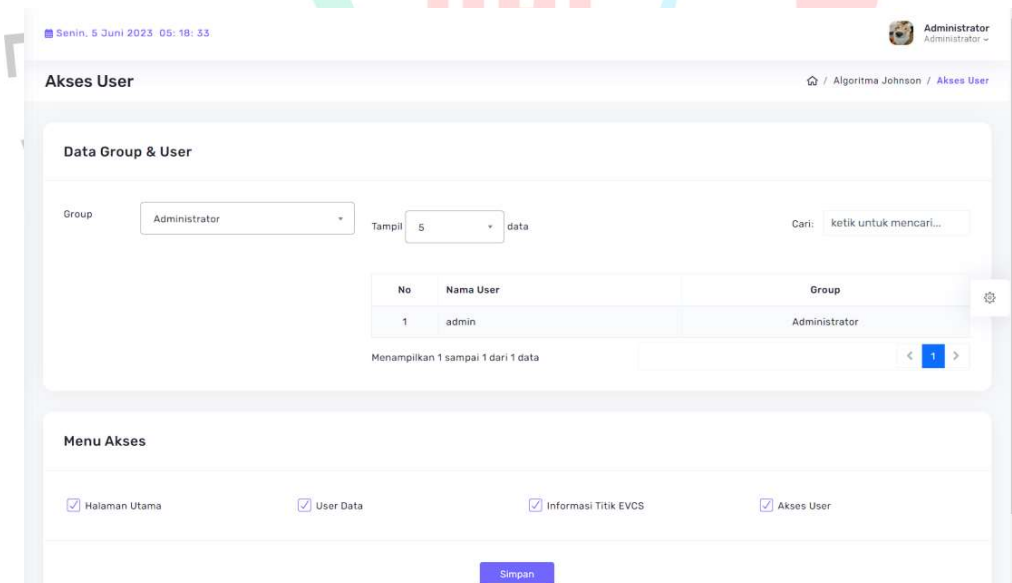 Senin, 5 Juni 2023 05: 18: 33
Administrator
Administrator
Akses User
/ Algoritma Johnson / Akses User
Data Group & User
Group Administrator
Tampil 5 data
Cari: ketik untuk mencari...
No Nama User Group
1 admin Administrator
Menampilkan 1 sampai 1 dari 1 data
< 1 >
Menu Akses
Halaman Utama User Data Informasi Titik EVCS Akses User
Simpan